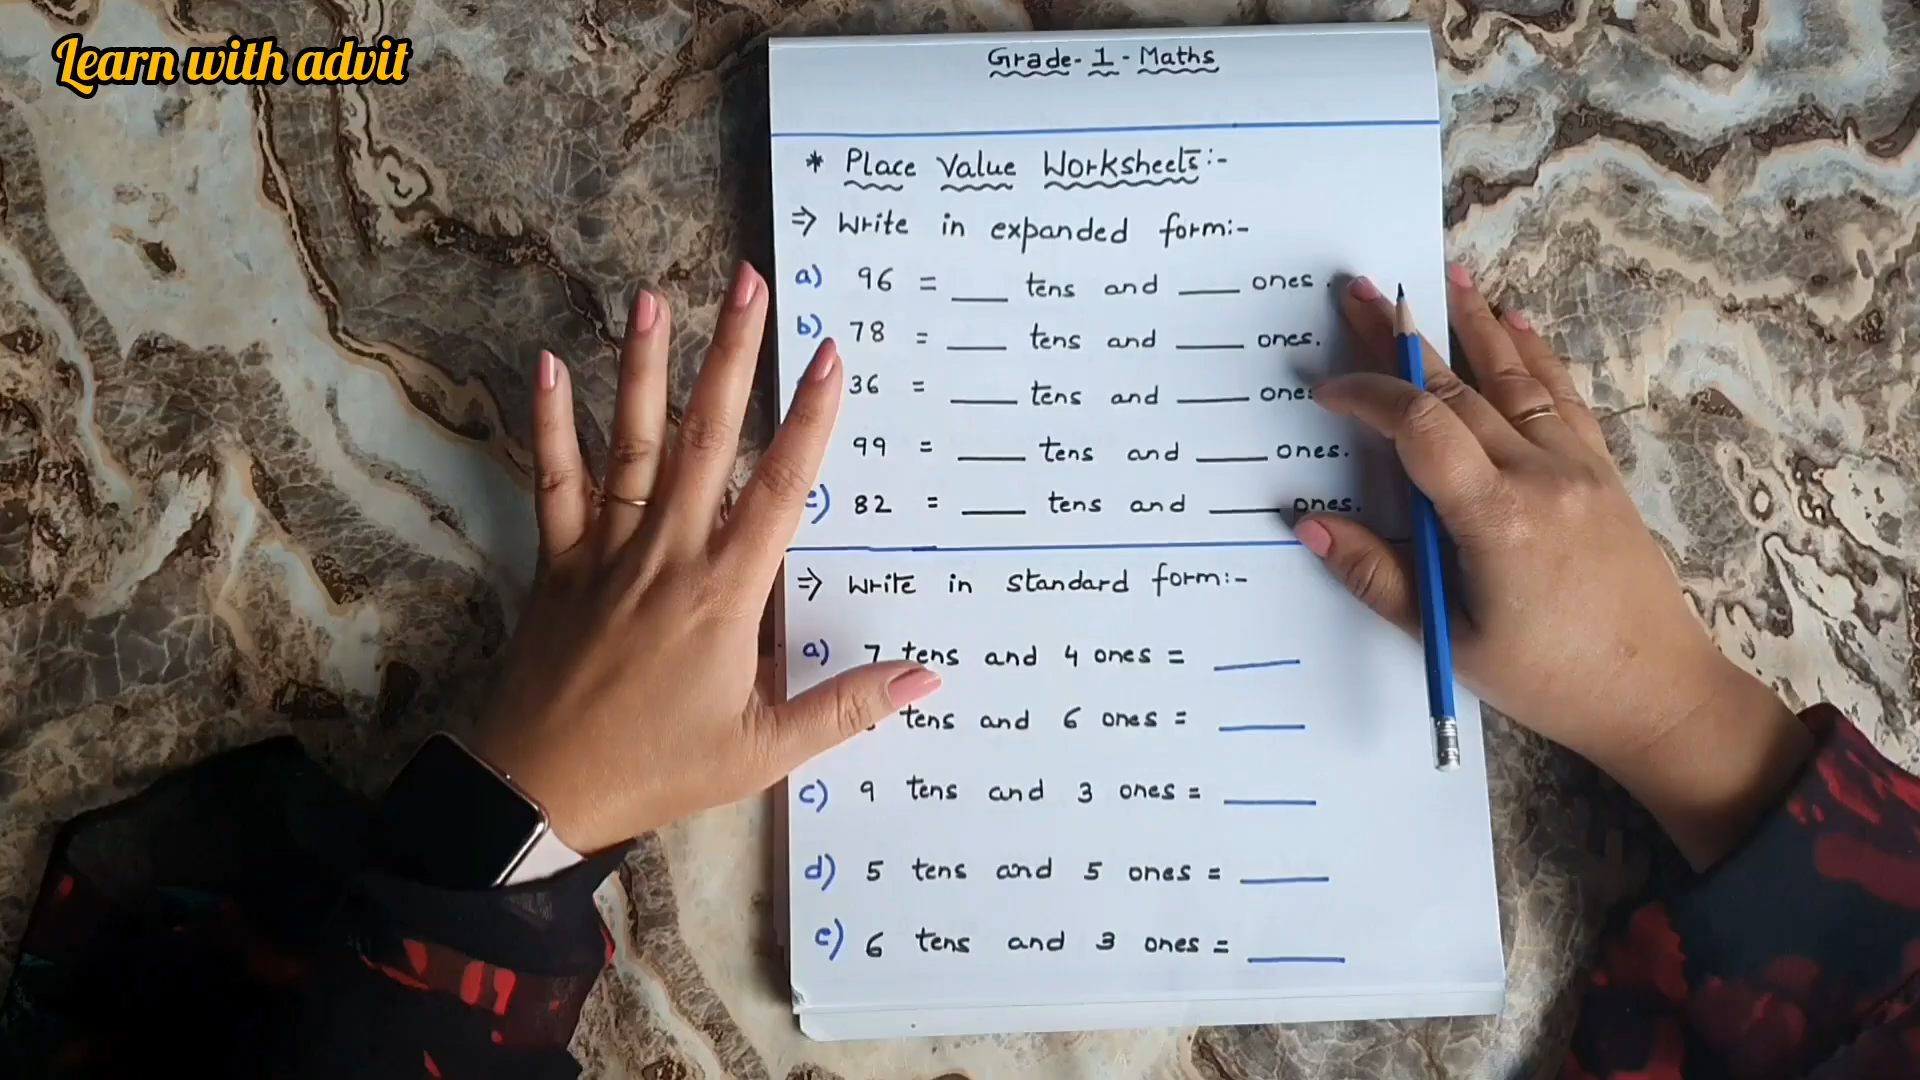 Learn with advit
Grade-1-Maths
* Place Value Worksheets:-
⇒ Write in expanded form:-
a) 96 = ___ tens and ___ ones.
b) 78 = ___ tens and ___ ones.
36 = ___ tens and ___ ones
99 = ___ tens and ___ ones.
e) 82 = ___ tens and ___ ones.
⇒ Write in standard form:-
a) 7 tens and 4 ones = ___
tens and 6 ones = ___
c) 9 tens and 3 ones = ___
d) 5 tens and 5 ones = ___
e) 6 tens and 3 ones = ___